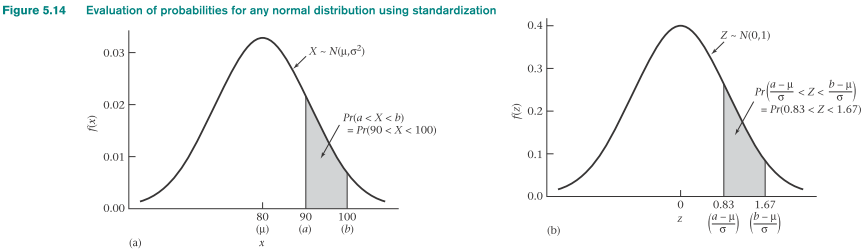 Figure 5.14 Evaluation of probabilities for any normal distribution using standardization
0.03
0.02
0.01
0.00
f(x)
X ~ N(μ,σ²)
Pr(a < X < b)
= Pr(90 < X < 100)
80 90 100
(μ) (a) (b)
(a) x
0.4
0.3
0.2
0.1
0.0
f(z)
Z ~ N(0,1)
Pr((a – μ)/σ < Z < (b – μ)/σ)
= Pr(0.83 < Z < 1.67)
0 0.83 1.67
z ((a – μ)/σ) ((b – μ)/σ)
(b)